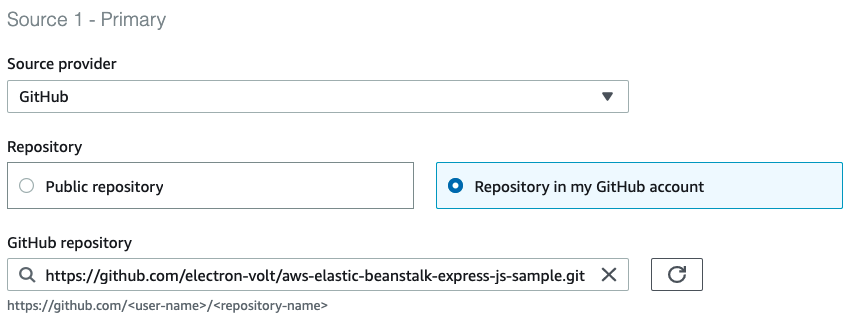 Source 1 - Primary
Source provider
GitHub
Repository
Public repository
Repository in my GitHub account
GitHub repository
https://github.com/electron-volt/aws-elastic-beanstalk-express-js-sample.git
https://github.com/<user-name>/<repository-name>